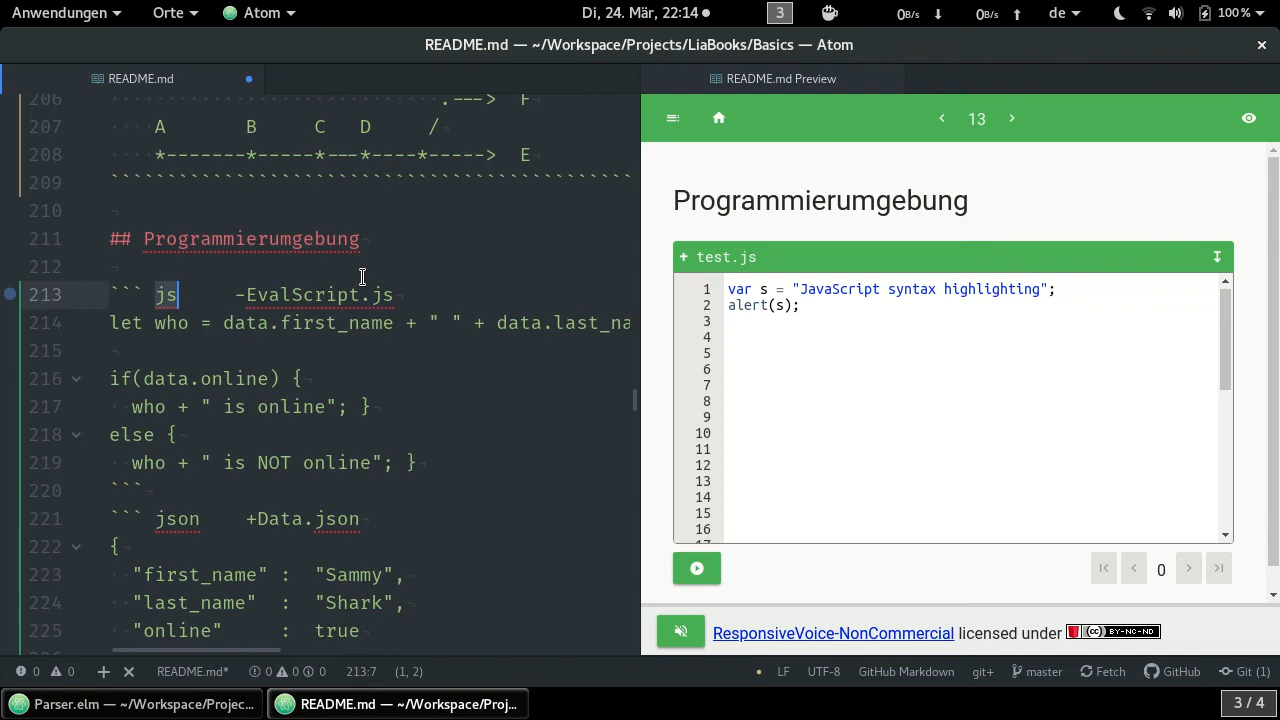 Anwendungen Orte Atom Di, 24. Mär, 22:14 3 0B/s 0B/s de 100 %
README.md — ~/Workspace/Projects/LiaBooks/Basics — Atom ×
README.md README.md Preview
206 .---> F
207 A B C D /
208 *-------*-----*---*----*-----> E
209
210
211 ## Programmierumgebung
212
213 ``` js -EvalScript.js
214 let who = data.first_name + " " + data.last_na
215
216 if(data.online) {
217 who + " is online"; }
218 else {
219 who + " is NOT online"; }
220 ```
221 ``` json +Data.json
222 {
223 "first_name" : "Sammy",
224 "last_name" : "Shark",
225 "online" : true
13
Programmierumgebung
+ test.js
1 var s = "JavaScript syntax highlighting";
2 alert(s);
3
4
5
6
7
8
9
10
11
12
13
14
15
16
17
0
ResponsiveVoice-NonCommercial licensed under (cc) BY-NC-ND
0 0 README.md* 0 0 0 213:7 (1, 2) LF UTF-8 GitHub Markdown git+ master Fetch GitHub Git (1)
Parser.elm — ~/Workspace/Projec... README.md — ~/Workspace/Proj... 3 / 4